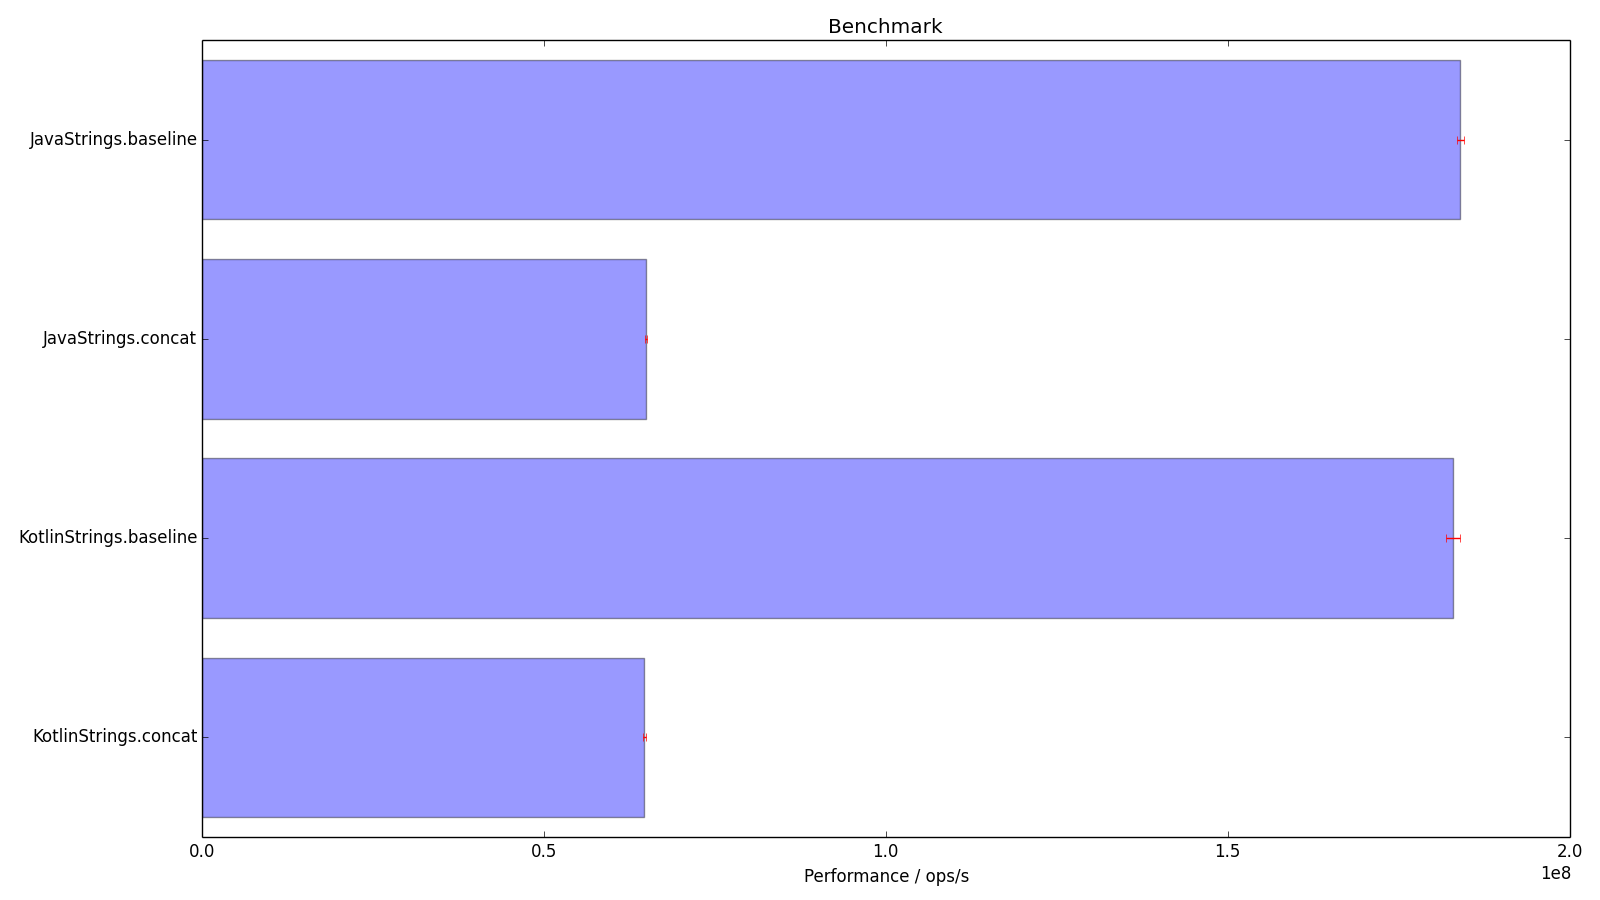 Benchmark
JavaStrings.baseline
JavaStrings.concat
KotlinStrings.baseline
KotlinStrings.concat
0.0 0.5 1.0 1.5 2.0
1e8
Performance / ops/s